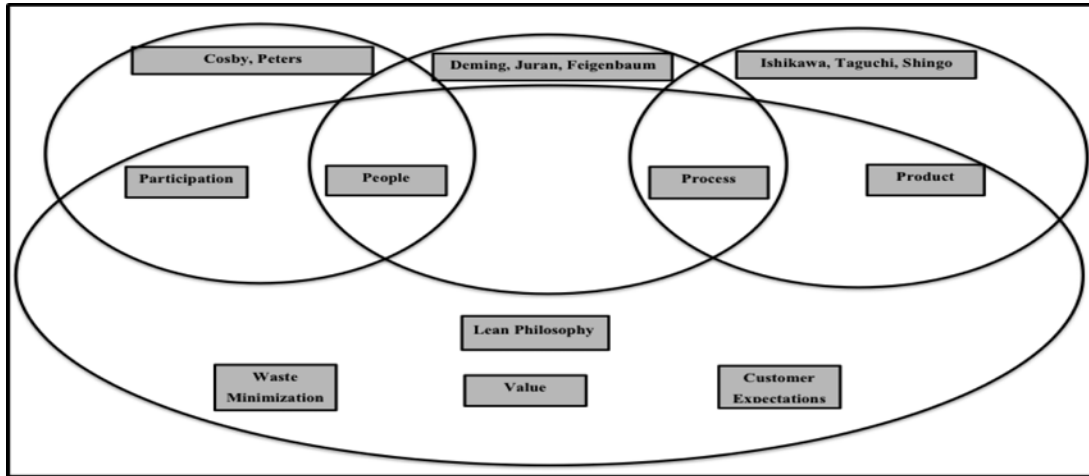 Cosby, Peters
Deming, Juran, Feigenbaum
Ishikawa, Taguchi, Shingo
Participation
People
Process
Product
Lean Philosophy
Waste
Minimization
Value
Customer
Expectations